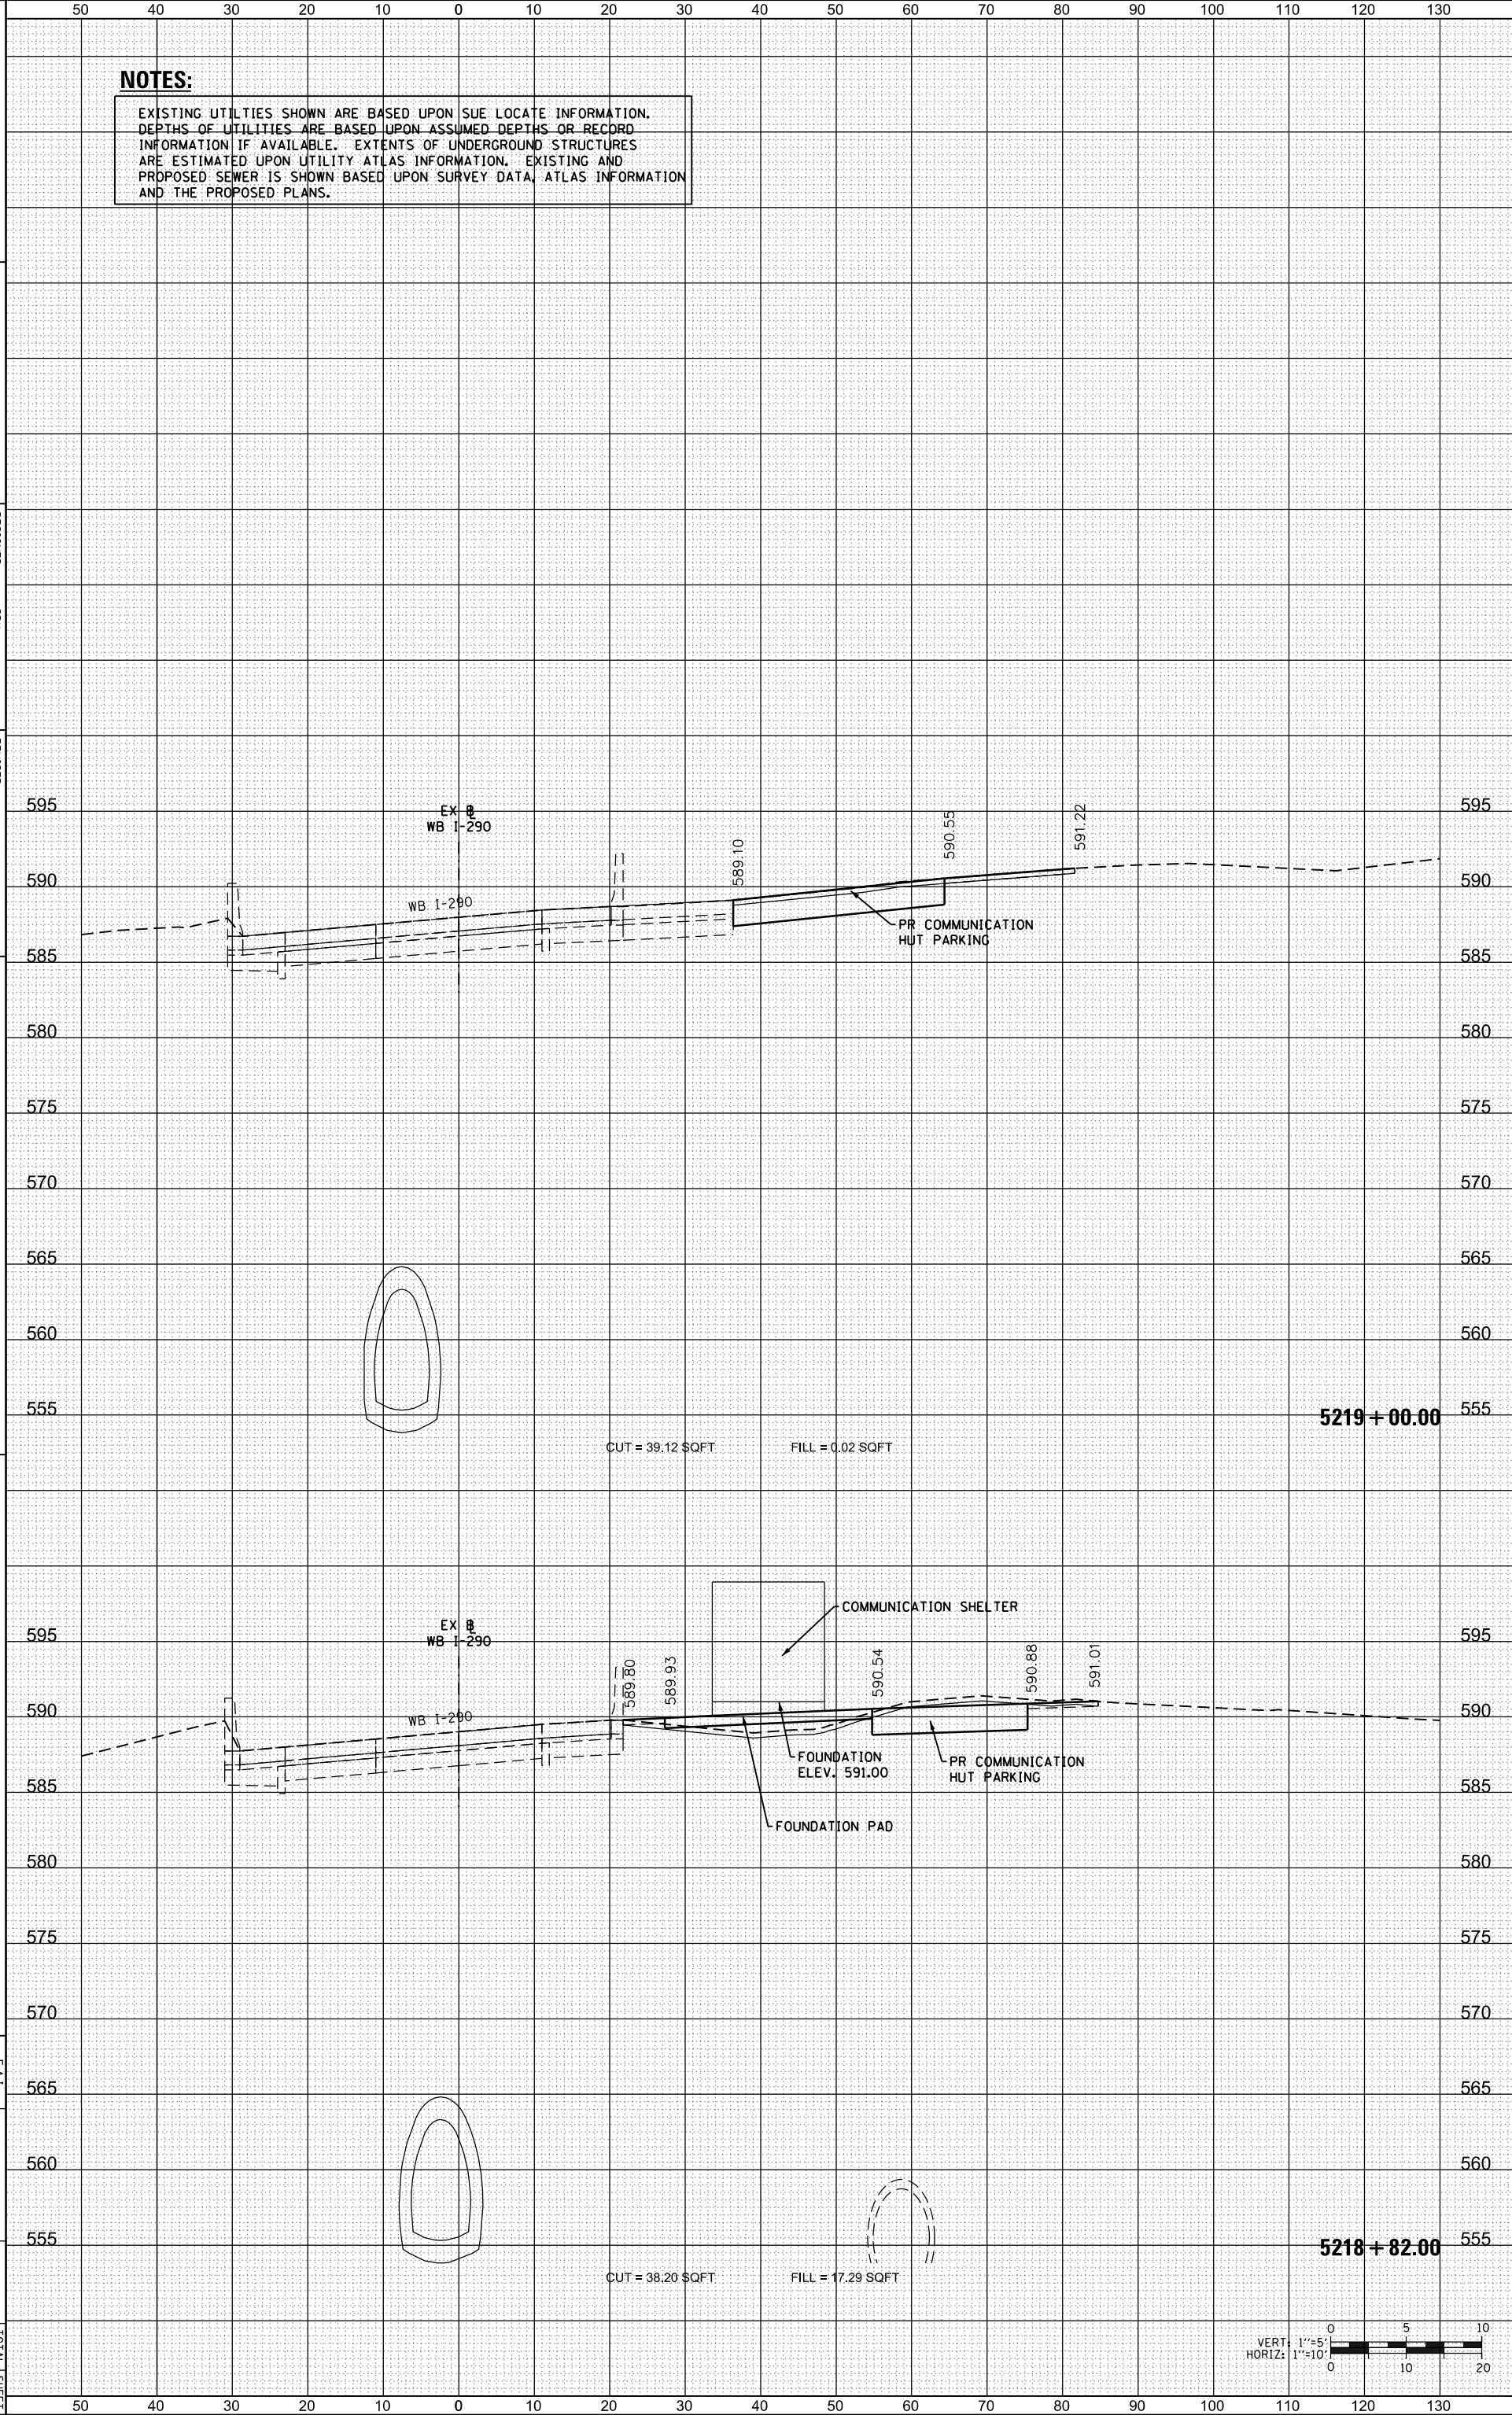 50 40 30 20 10 0 10 20 30 40 50 60 70 80 90 100 110 120 130
NOTES:
EXISTING UTILTIES SHOWN ARE BASED UPON SUE LOCATE INFORMATION.
DEPTHS OF UTILITIES ARE BASED UPON ASSUMED DEPTHS OR RECORD
INFORMATION IF AVAILABLE. EXTENTS OF UNDERGROUND STRUCTURES
ARE ESTIMATED UPON UTILITY ATLAS INFORMATION. EXISTING AND
PROPOSED SEWER IS SHOWN BASED UPON SURVEY DATA, ATLAS INFORMATION
AND THE PROPOSED PLANS.
595 595
EX BL
WB I-290
589.10
590.55
591.22
590 590
WB I-290
PR COMMUNICATION
HUT PARKING
585 585
580 580
575 575
570 570
565 565
560 560
555 5219+00.00 555
CUT = 39.12 SQFT FILL = 0.02 SQFT
COMMUNICATION SHELTER
595 595
EX BL
WB I-290
589.80
589.93
590.54
590.88
591.01
590 590
WB I-290
FOUNDATION
ELEV. 591.00
PR COMMUNICATION
HUT PARKING
585 585
FOUNDATION PAD
580 580
575 575
570 570
565 565
560 560
555 5218+82.00 555
CUT = 38.20 SQFT FILL = 17.29 SQFT
0 5 10
VERT: 1"=5'
HORIZ: 1"=10'
0 10 20
50 40 30 20 10 0 10 20 30 40 50 60 70 80 90 100 110 120 130